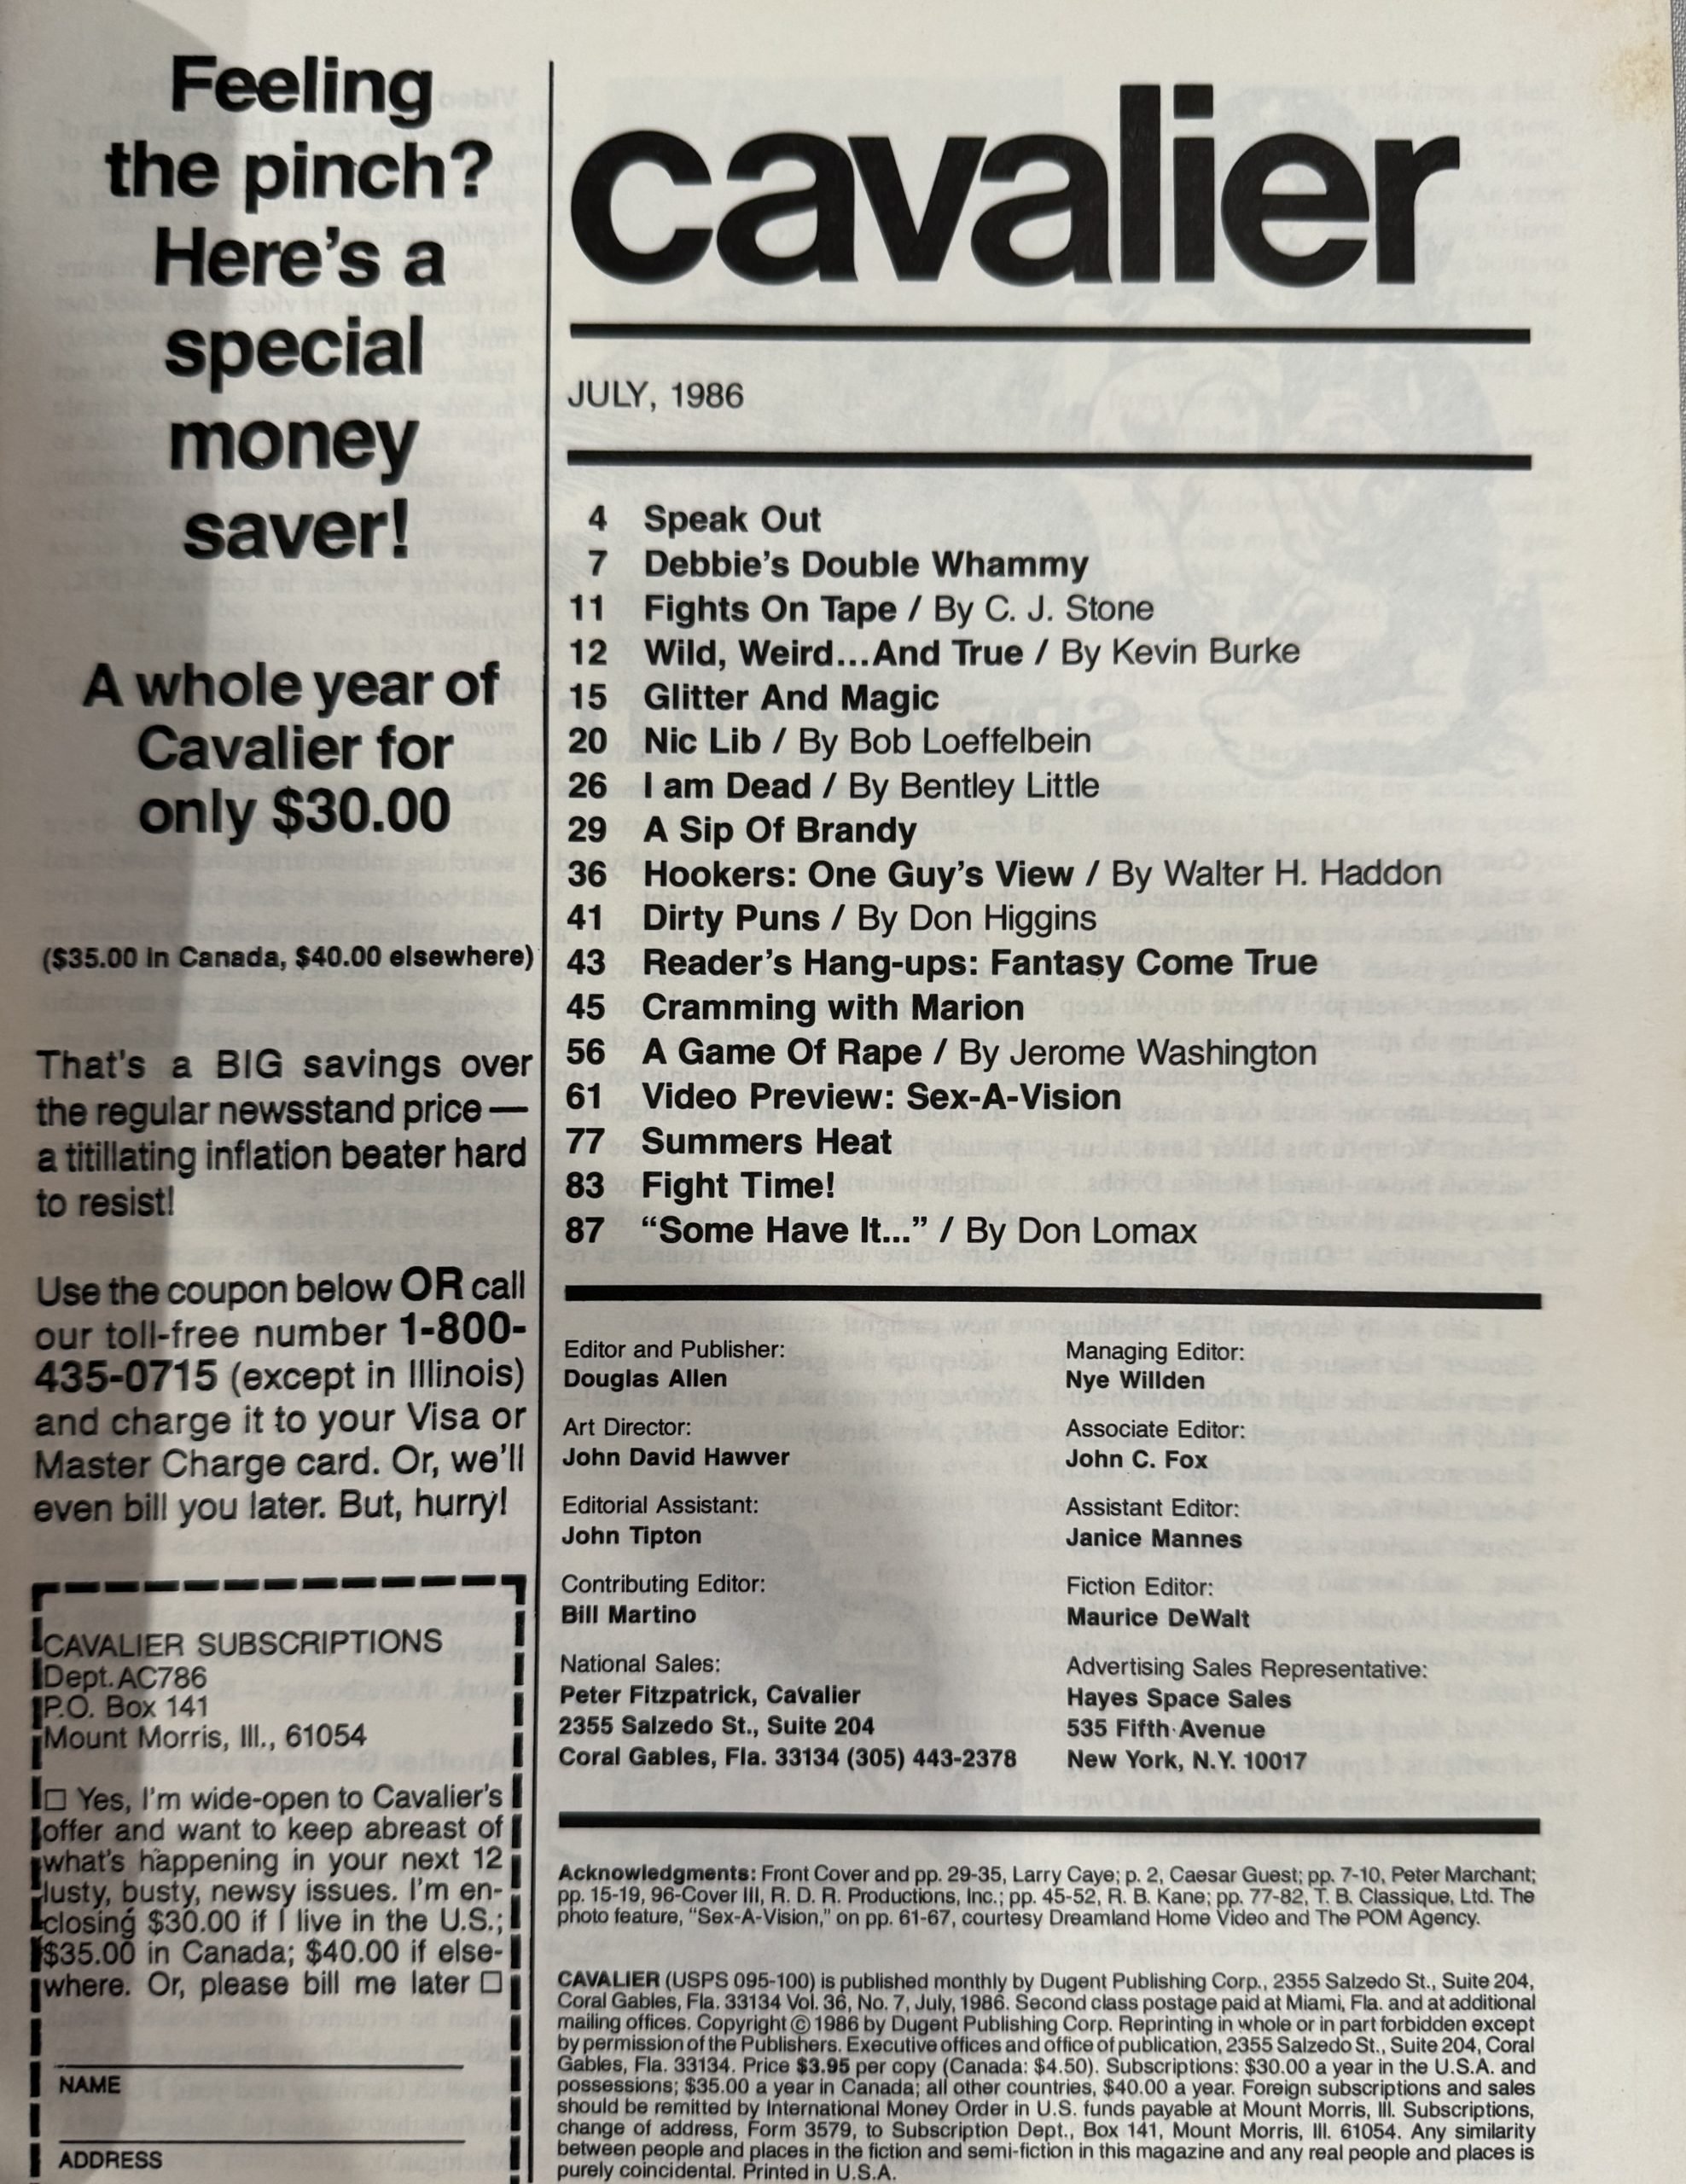 Feeling
the pinch?
Here's a
special
money
saver!
A whole year of
Cavalier for
only $30.00
($35.00 in Canada, $40.00 elsewhere)
That's a BIG savings over
the regular newsstand price —
a titillating inflation beater hard
to resist!
Use the coupon below OR call
our toll-free number 1-800-
435-0715 (except in Illinois)
and charge it to your Visa or
Master Charge card. Or, we'll
even bill you later. But, hurry!
CAVALIER SUBSCRIPTIONS
Dept. AC786
P.O. Box 141
Mount Morris, Ill., 61054
□ Yes, I'm wide-open to Cavalier's
offer and want to keep abreast of
what's happening in your next 12
lusty, busty, newsy issues. I'm en-
closing $30.00 if I live in the U.S.;
$35.00 in Canada; $40.00 if else-
where. Or, please bill me later □
NAME
ADDRESS
cavalier
JULY, 1986
4 Speak Out
7 Debbie's Double Whammy
11 Fights On Tape / By C. J. Stone
12 Wild, Weird...And True / By Kevin Burke
15 Glitter And Magic
20 Nic Lib / By Bob Loeffelbein
26 I am Dead / By Bentley Little
29 A Sip Of Brandy
36 Hookers: One Guy's View / By Walter H. Haddon
41 Dirty Puns / By Don Higgins
43 Reader's Hang-ups: Fantasy Come True
45 Cramming with Marion
56 A Game Of Rape / By Jerome Washington
61 Video Preview: Sex-A-Vision
77 Summers Heat
83 Fight Time!
87 "Some Have It..." / By Don Lomax
Editor and Publisher:
Douglas Allen
Managing Editor:
Nye Willden
Art Director:
John David Hawver
Associate Editor:
John C. Fox
Editorial Assistant:
John Tipton
Assistant Editor:
Janice Mannes
Contributing Editor:
Bill Martino
Fiction Editor:
Maurice DeWalt
National Sales:
Peter Fitzpatrick, Cavalier
2355 Salzedo St., Suite 204
Coral Gables, Fla. 33134 (305) 443-2378
Advertising Sales Representative:
Hayes Space Sales
535 Fifth Avenue
New York, N.Y. 10017
Acknowledgments: Front Cover and pp. 29-35, Larry Caye; p. 2, Caesar Guest; pp. 7-10, Peter Marchant;
pp. 15-19, 96-Cover III, R. D. R. Productions, Inc.; pp. 45-52, R. B. Kane; pp. 77-82, T. B. Classique, Ltd. The
photo feature, "Sex-A-Vision," on pp. 61-67, courtesy Dreamland Home Video and The POM Agency.
CAVALIER (USPS 095-100) is published monthly by Dugent Publishing Corp., 2355 Salzedo St., Suite 204,
Coral Gables, Fla. 33134 Vol. 36, No. 7, July, 1986. Second class postage paid at Miami, Fla. and at additional
mailing offices. Copyright © 1986 by Dugent Publishing Corp. Reprinting in whole or in part forbidden except
by permission of the Publishers. Executive offices and office of publication, 2355 Salzedo St., Suite 204, Coral
Gables, Fla. 33134. Price $3.95 per copy (Canada: $4.50). Subscriptions: $30.00 a year in the U.S.A. and
possessions; $35.00 a year in Canada; all other countries, $40.00 a year. Foreign subscriptions and sales
should be remitted by International Money Order in U.S. funds payable at Mount Morris, Ill. Subscriptions,
change of address, Form 3579, to Subscription Dept., Box 141, Mount Morris, Ill. 61054. Any similarity
between people and places in the fiction and semi-fiction in this magazine and any real people and places is
purely coincidental. Printed in U.S.A.